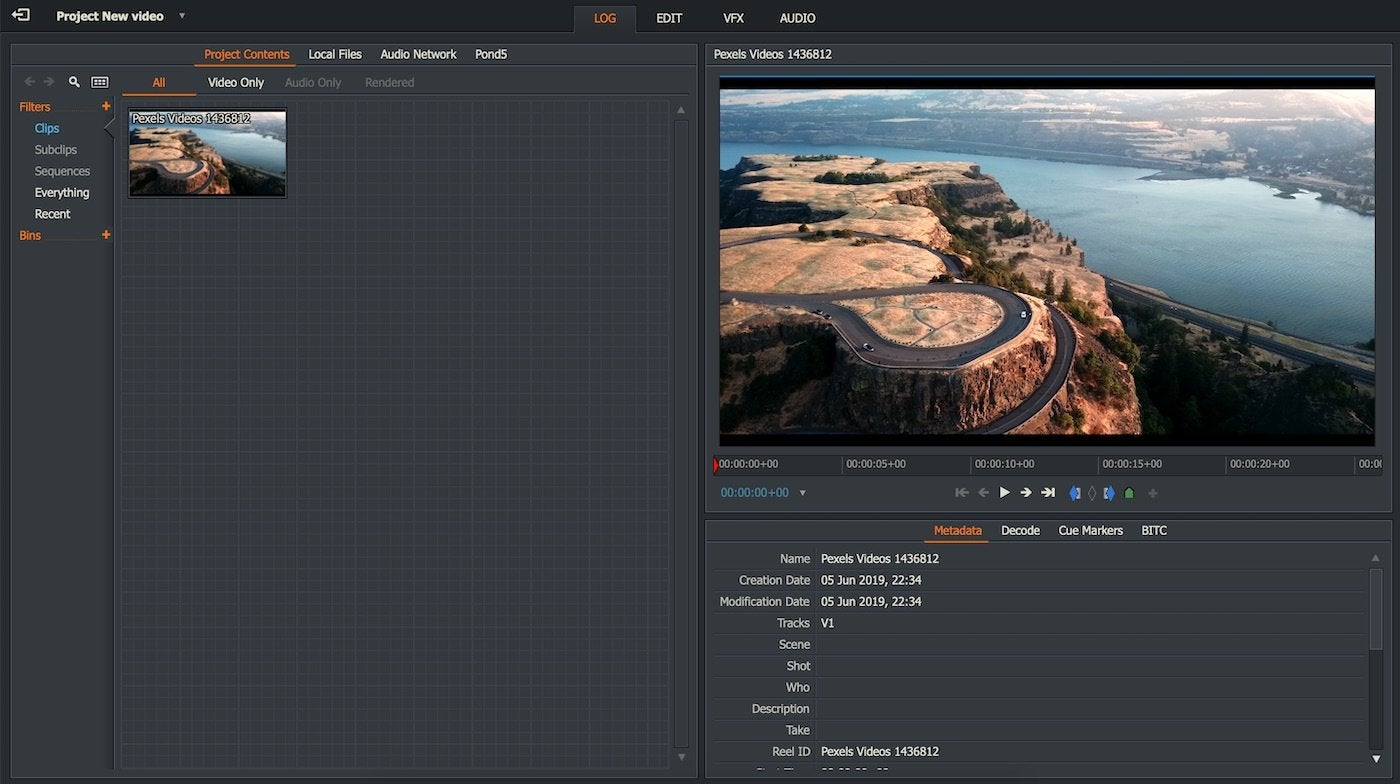 Project New video
LOG EDIT VFX AUDIO
Project Contents Local Files Audio Network Pond5
All Video Only Audio Only Rendered
Filters +
Clips
Subclips
Sequences
Everything
Recent
Bins +
Pexels Videos 1436812
Pexels Videos 1436812
00:00:00+00 00:00:05+00 00:00:10+00 00:00:15+00 00:00:20+00 00:00
00:00:00+00
Metadata Decode Cue Markers BITC
Name Pexels Videos 1436812
Creation Date 05 Jun 2019, 22:34
Modification Date 05 Jun 2019, 22:34
Tracks V1
Scene
Shot
Who
Description
Take
Reel ID Pexels Videos 1436812